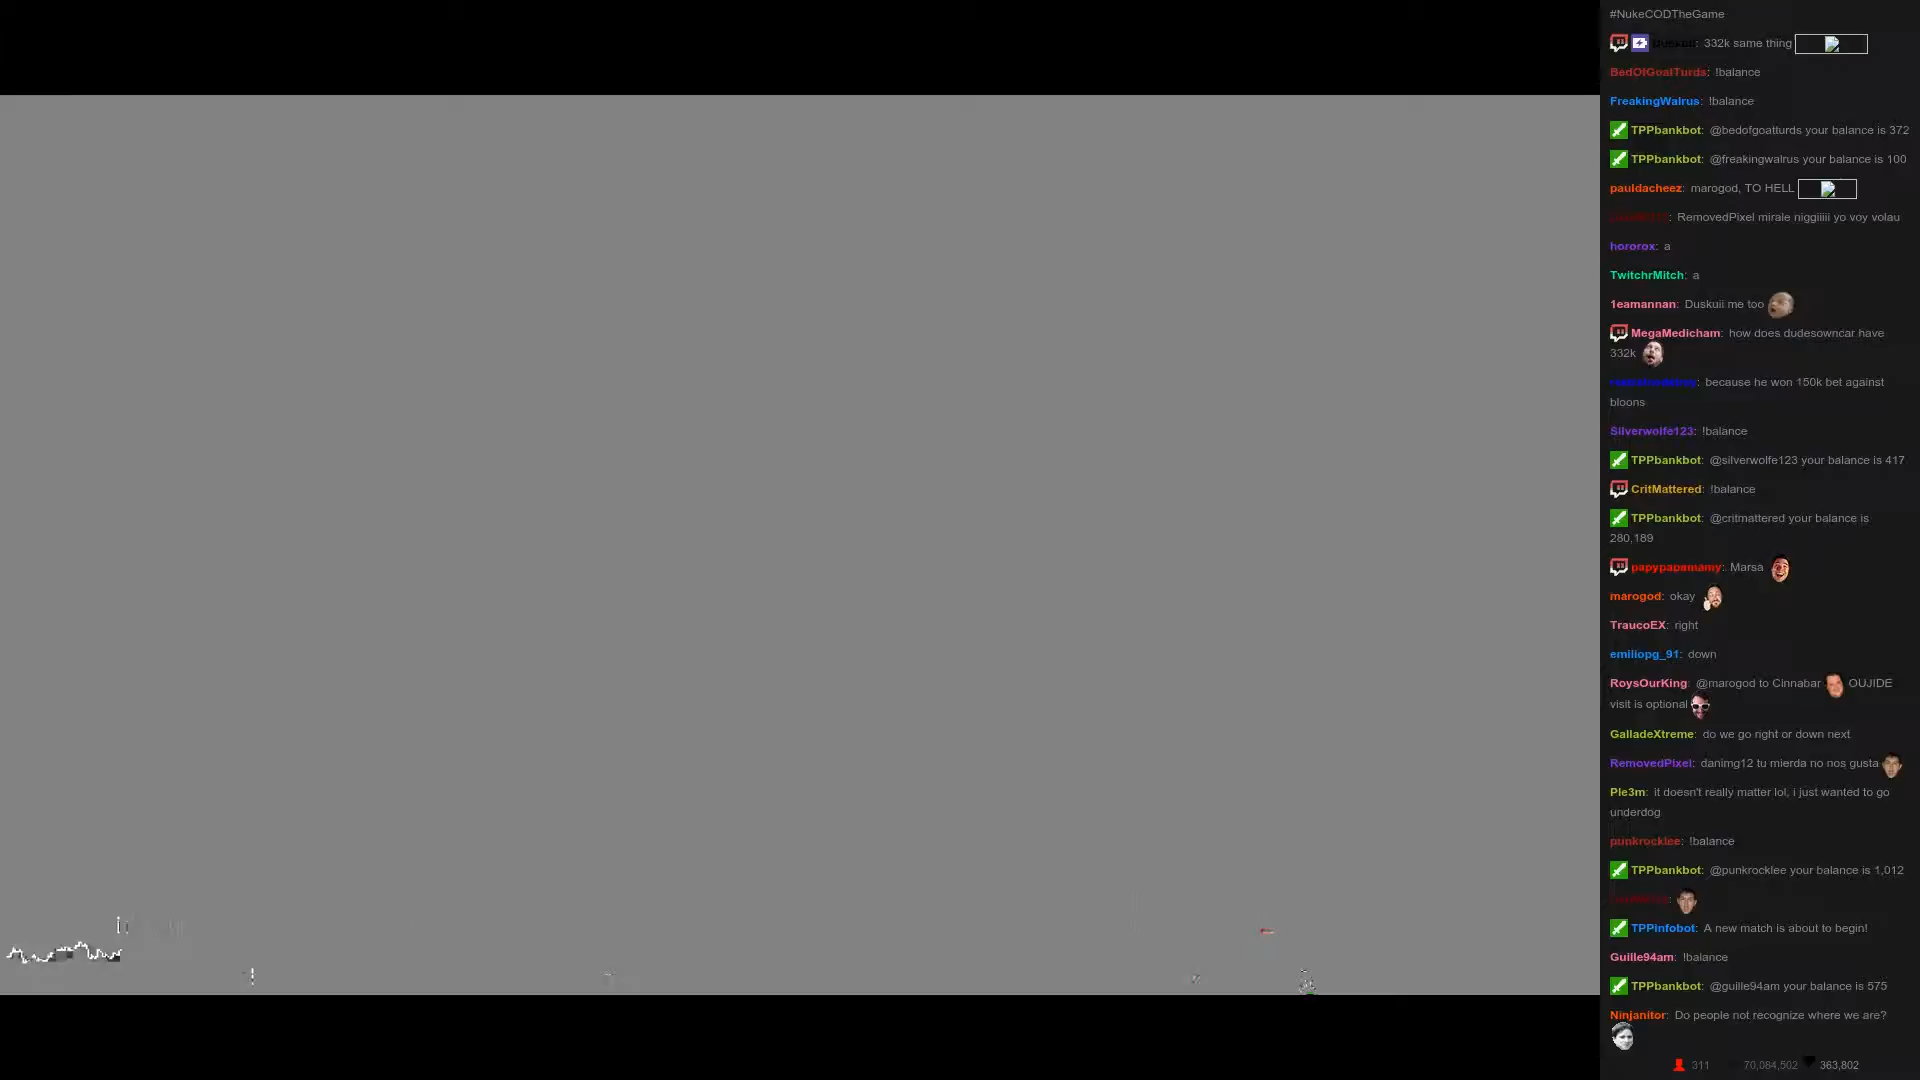 #NukeCODTheGame
Duskuii: 332k same thing
BedOfGoatTurds: !balance
FreakingWalrus: !balance
TPPbankbot: @bedofgoatturds your balance is 372
TPPbankbot: @freakingwalrus your balance is 100
pauldacheez: marogod, TO HELL
: RemovedPixel mirale niggiiiii yo voy volau
hororox: a
TwitchrMitch: a
1eamannan: Duskuii me too
MegaMedicham: how does dudesowncar have
332k
: because he won 150k bet against
bloons
Silverwolfe123: !balance
TPPbankbot: @silverwolfe123 your balance is 417
CritMattered: !balance
TPPbankbot: @critmattered your balance is
280,189
papypapamamy: Marsa
marogod: okay
TraucoEX: right
emiliopg_91: down
RoysOurKing: @marogod to Cinnabar OUJIDE
visit is optional
GalladeXtreme: do we go right or down next
RemovedPixel: danimg12 tu mierda no nos gusta
Ple3m: it doesn't really matter lol, i just wanted to go
underdog
punkrocklee: !balance
TPPbankbot: @punkrocklee your balance is 1,012
TPPinfobot: A new match is about to begin!
Guille94am: !balance
TPPbankbot: @guille94am your balance is 575
Ninjanitor: Do people not recognize where we are?
311 70,084,502 363,802